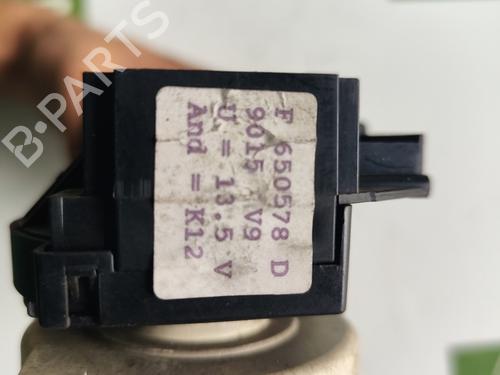 F 650578 D
9015 V9
U = 13.5 V
And = K12
B-PARTS